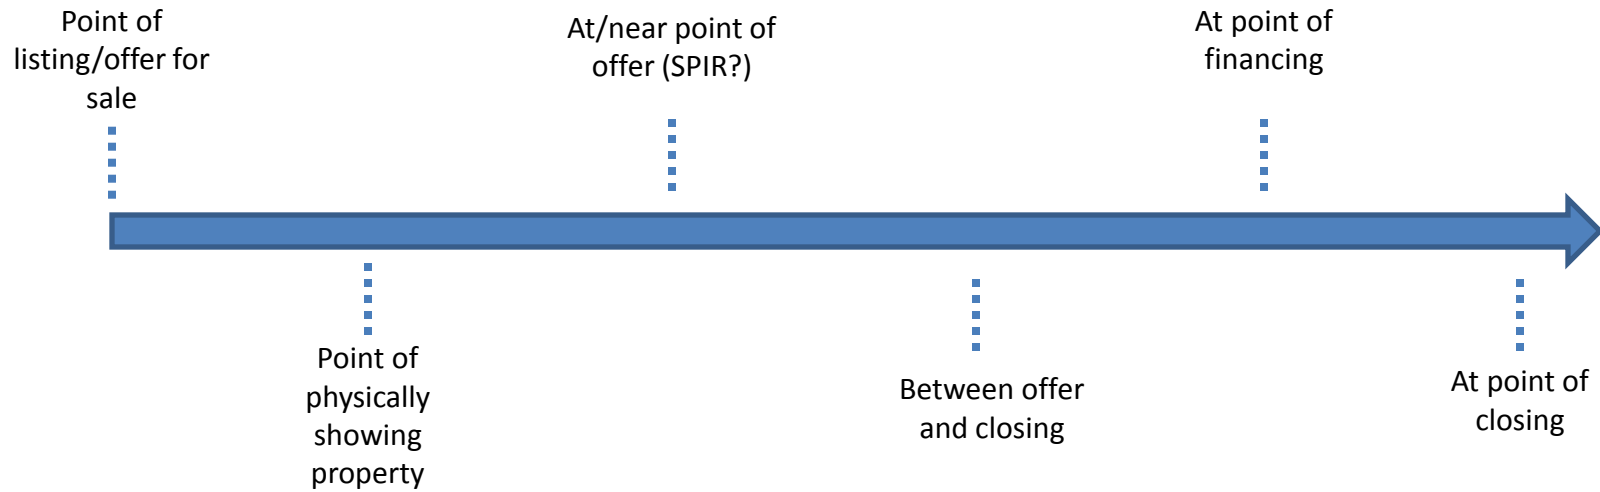 Point of
listing/offer for
sale
At/near point of
offer (SPIR?)
At point of
financing
Point of
physically
showing
property
Between offer
and closing
At point of
closing